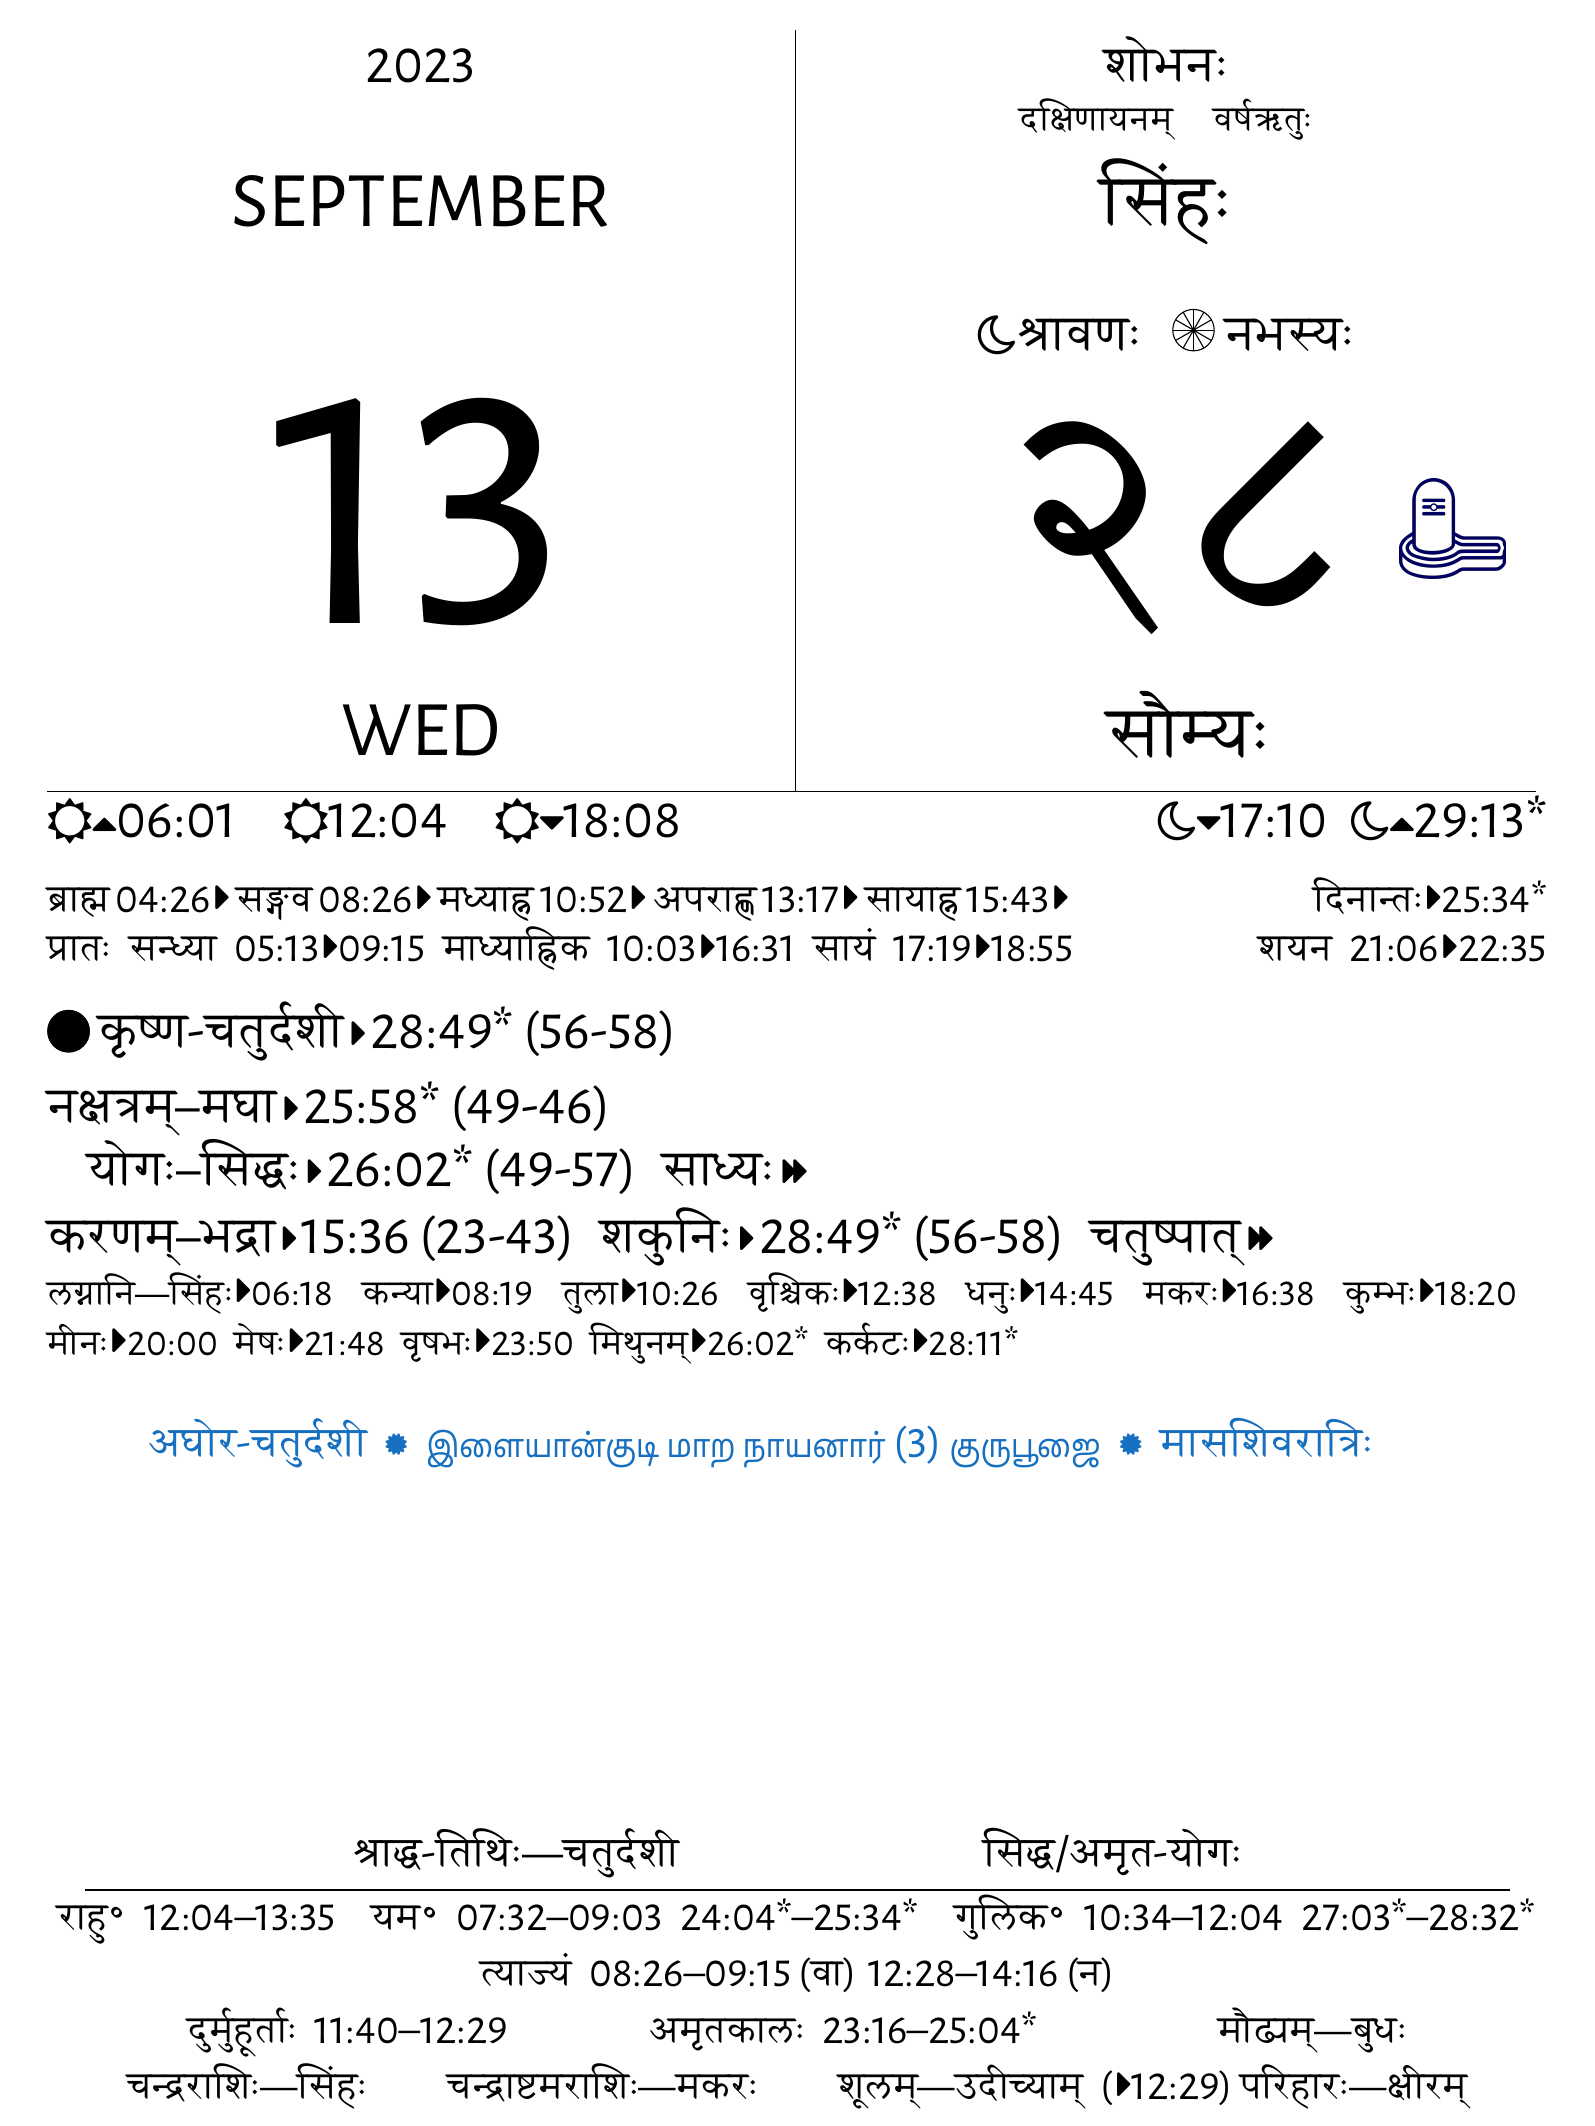 2023
SEPTEMBER
13
WED
शोभनः
दक्षिणायनम् वर्षऋतुः
सिंहः
श्रावणः नभस्यः
२८
सौम्यः
06:01 12:04 18:08 17:10 29:13*
ब्राह्म 04:26 सङ्गव 08:26 मध्याह्न 10:52 अपराह्ण 13:17 सायाह्न 15:43 दिनान्तः 25:34*
प्रातः सन्ध्या 05:13 09:15 माध्याह्निक 10:03 16:31 सायं 17:19 18:55 शयन 21:06 22:35
कृष्ण-चतुर्दशी 28:49* (56-58)
नक्षत्रम्–मघा 25:58* (49-46)
योगः–सिद्धः 26:02* (49-57) साध्यः
करणम्–भद्रा 15:36 (23-43) शकुनिः 28:49* (56-58) चतुष्पात्
लग्नानि—सिंहः 06:18 कन्या 08:19 तुला 10:26 वृश्चिकः 12:38 धनुः 14:45 मकरः 16:38 कुम्भः 18:20
मीनः 20:00 मेषः 21:48 वृषभः 23:50 मिथुनम् 26:02* कर्कटः 28:11*
अघोर-चतुर्दशी இளையான்குடி மாற நாயனார் (3) குருபூஜை मासशिवरात्रिः
श्राद्ध-तिथिः—चतुर्दशी सिद्ध/अमृत-योगः
राहु॰ 12:04–13:35 यम॰ 07:32–09:03 24:04*–25:34* गुलिक॰ 10:34–12:04 27:03*–28:32*
त्याज्यं 08:26–09:15 (वा) 12:28–14:16 (न)
दुर्मुहूर्ताः 11:40–12:29 अमृतकालः 23:16–25:04* मौढ्यम्—बुधः
चन्द्रराशिः—सिंहः चन्द्राष्टमराशिः—मकरः शूलम्—उदीच्याम् (12:29) परिहारः—क्षीरम्